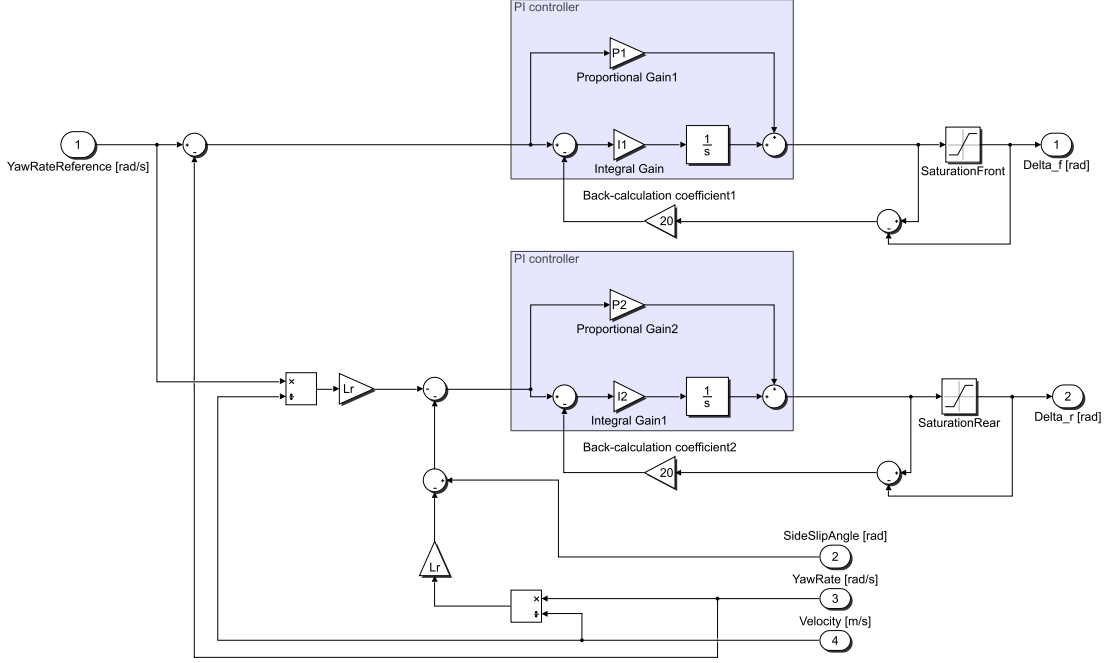 PI controller
P1
Proportional Gain1
1
YawRateReference [rad/s]
+
-
+
-
I1
Integral Gain
1
s
+
+
SaturationFront
1
Delta_f [rad]
Back-calculation coefficient1
20
+
-
PI controller
P2
Proportional Gain2
×
÷
Lr
-
-
+
-
I2
Integral Gain1
1
s
+
+
SaturationRear
2
Delta_r [rad]
Back-calculation coefficient2
20
+
-
+
-
SideSlipAngle [rad]
2
Lr
YawRate [rad/s]
×
÷
3
Velocity [m/s]
4